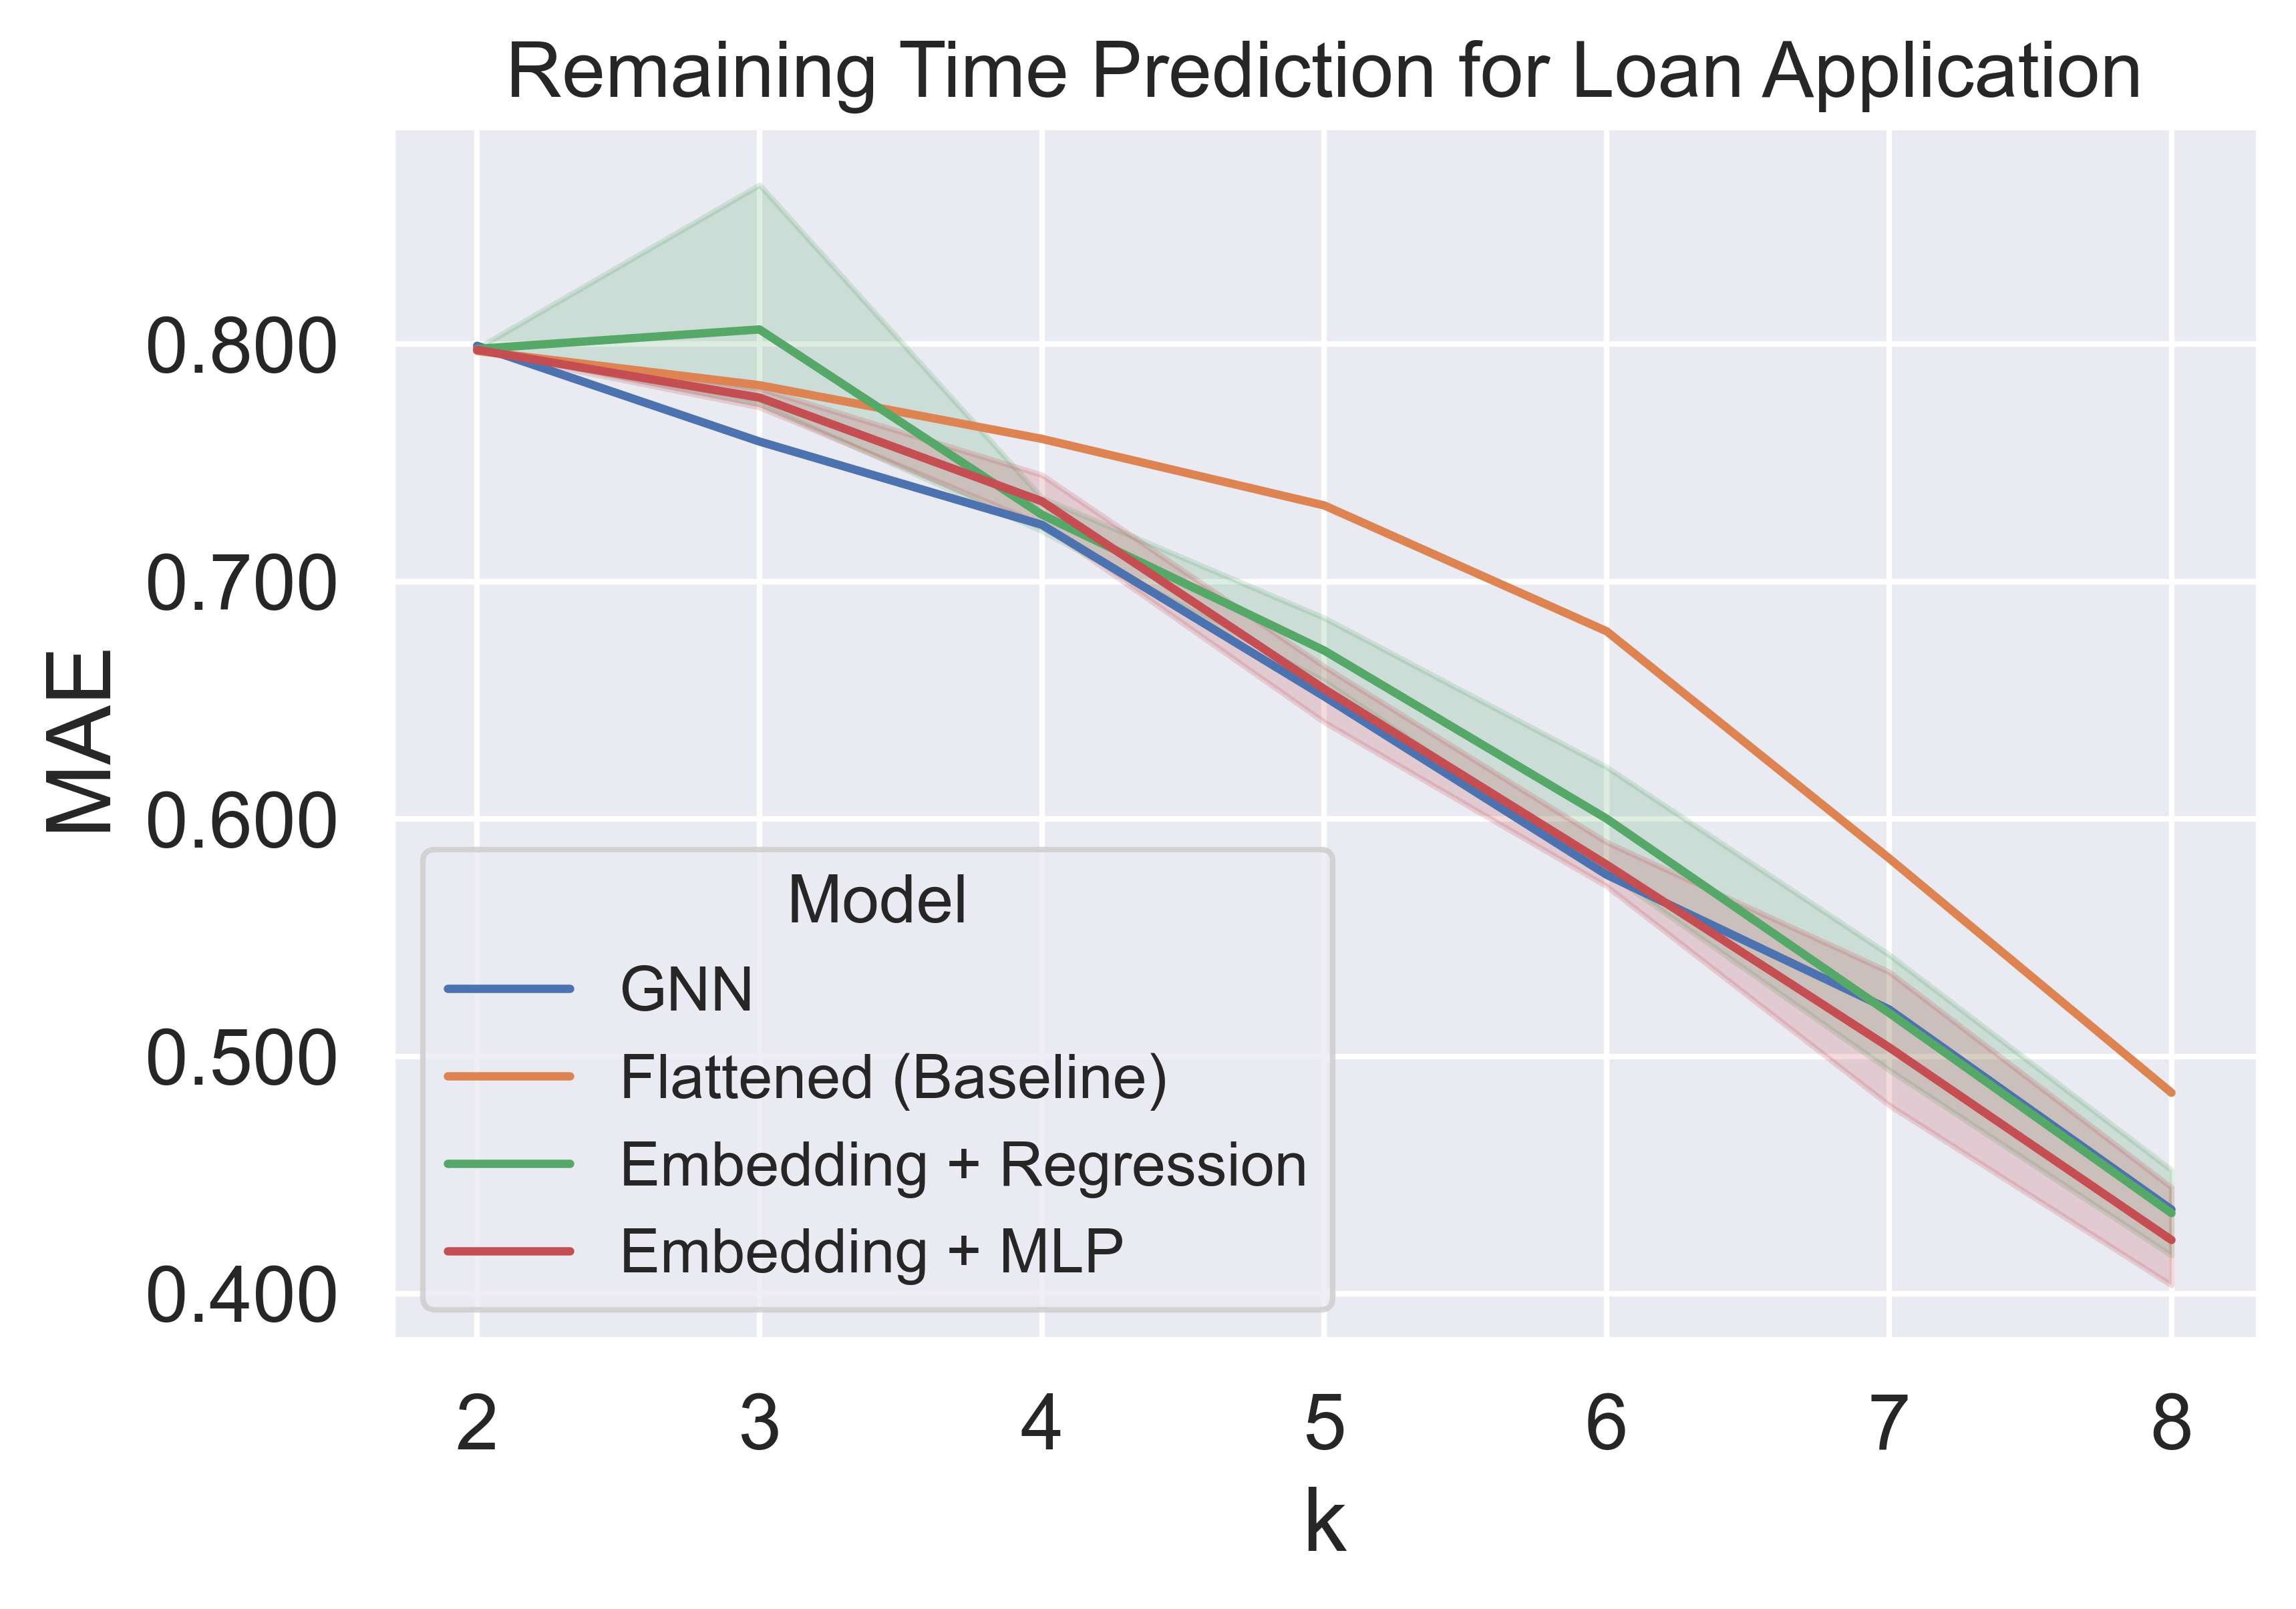 Remaining Time Prediction for Loan Application
MAE
0.800
0.700
0.600
0.500
0.400
Model
GNN
Flattened (Baseline)
Embedding + Regression
Embedding + MLP
2 3 4 5 6 7 8
k